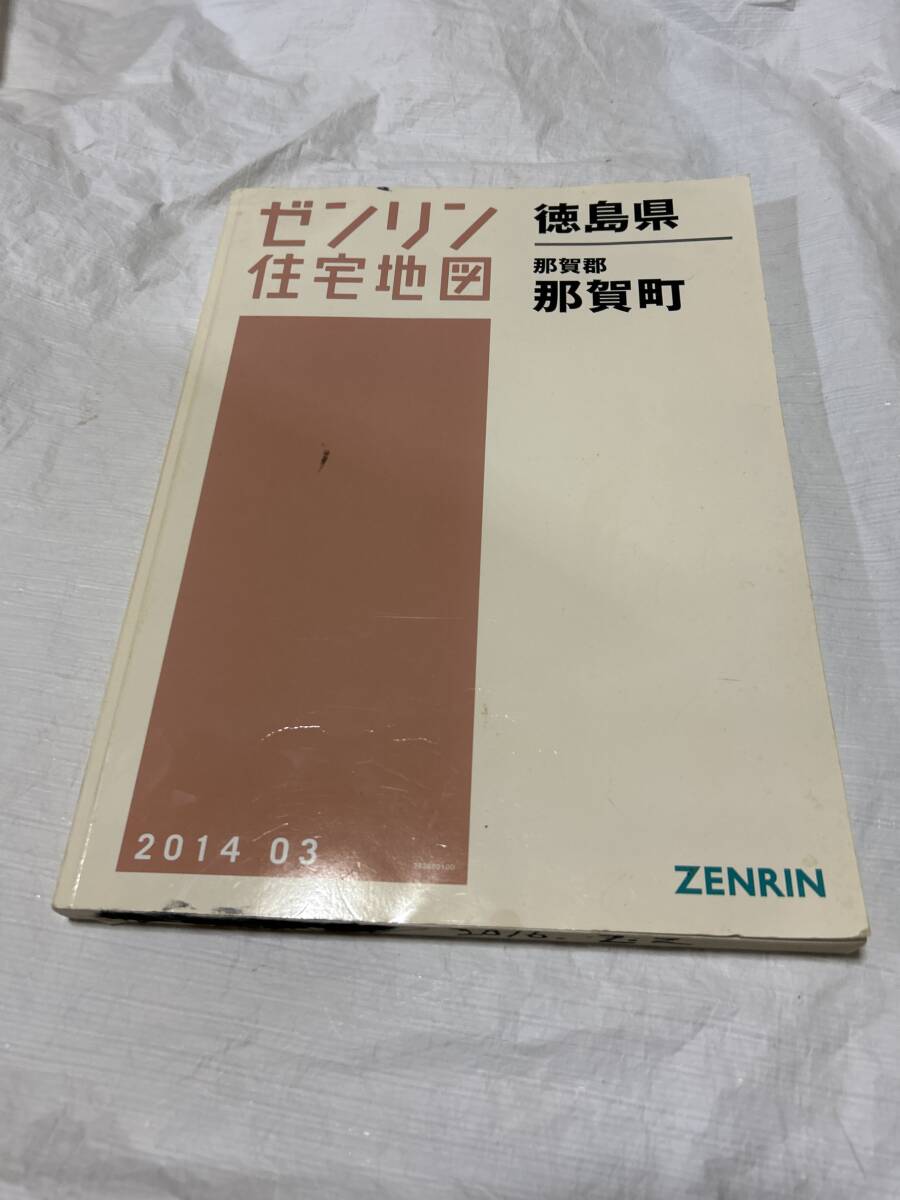 ゼンリン
住宅地図
徳島県
那賀郡
那賀町
2014 03
ZENRIN